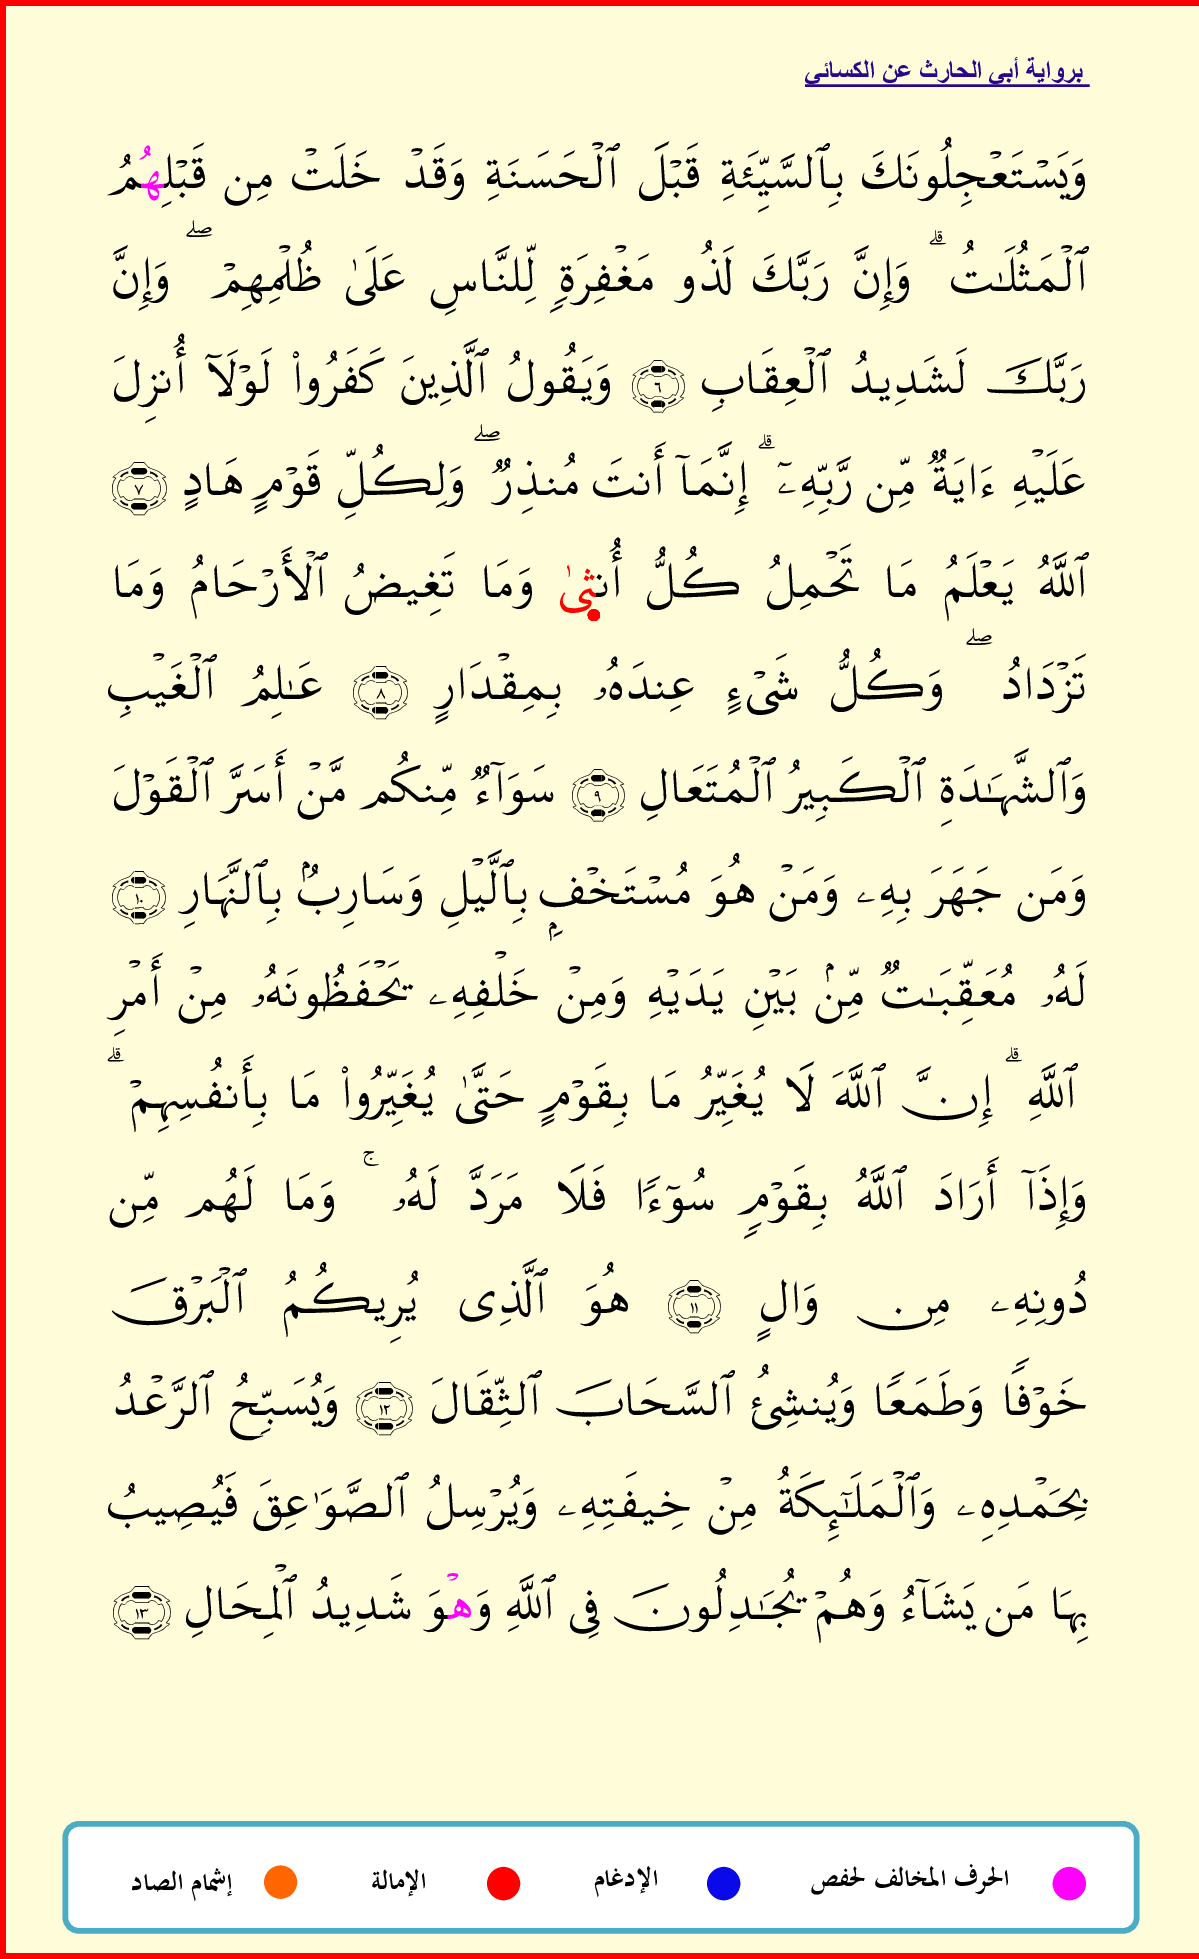 برواية أبي الحارث عن الكسائي
وَيَسۡتَعۡجِلُونَكَ بِٱلسَّيِّئَةِ قَبۡلَ ٱلۡحَسَنَةِ وَقَدۡ خَلَتۡ مِن قَبۡلِهُمُ
ٱلۡمَثُلَٰتُۗ وَإِنَّ رَبَّكَ لَذُو مَغۡفِرَةٖ لِّلنَّاسِ عَلَىٰ ظُلۡمِهِمۡۖ وَإِنَّ
رَبَّكَ لَشَدِيدُ ٱلۡعِقَابِ ٦ وَيَقُولُ ٱلَّذِينَ كَفَرُواْ لَوۡلَآ أُنزِلَ
عَلَيۡهِ ءَايَةٞ مِّن رَّبِّهِۦٓۗ إِنَّمَآ أَنتَ مُنذِرٞۖ وَلِكُلِّ قَوۡمٍ هَادٍ ٧
ٱللَّهُ يَعۡلَمُ مَا تَحۡمِلُ كُلُّ أُنثىٰ وَمَا تَغِيضُ ٱلۡأَرۡحَامُ وَمَا
تَزۡدَادُۖ وَكُلُّ شَيۡءٍ عِندَهُۥ بِمِقۡدَارٍ ٨ عَٰلِمُ ٱلۡغَيۡبِ
وَٱلشَّهَٰدَةِ ٱلۡكَبِيرُ ٱلۡمُتَعَالِ ٩ سَوَآءٞ مِّنكُم مَّنۡ أَسَرَّ ٱلۡقَوۡلَ
وَمَن جَهَرَ بِهِۦ وَمَنۡ هُوَ مُسۡتَخۡفِۭ بِٱلَّيۡلِ وَسَارِبُۢ بِٱلنَّهَارِ ١٠
لَهُۥ مُعَقِّبَٰتٞ مِّنۢ بَيۡنِ يَدَيۡهِ وَمِنۡ خَلۡفِهِۦ يَحۡفَظُونَهُۥ مِنۡ أَمۡرِ
ٱللَّهِۗ إِنَّ ٱللَّهَ لَا يُغَيِّرُ مَا بِقَوۡمٍ حَتَّىٰ يُغَيِّرُواْ مَا بِأَنفُسِهِمۡۗ
وَإِذَآ أَرَادَ ٱللَّهُ بِقَوۡمٖ سُوٓءٗا فَلَا مَرَدَّ لَهُۥۚ وَمَا لَهُم مِّن
دُونِهِۦ مِن وَالٍ ١١ هُوَ ٱلَّذِي يُرِيكُمُ ٱلۡبَرۡقَ
خَوۡفٗا وَطَمَعٗا وَيُنشِئُ ٱلسَّحَابَ ٱلثِّقَالَ ١٢ وَيُسَبِّحُ ٱلرَّعۡدُ
بِحَمۡدِهِۦ وَٱلۡمَلَٰٓئِكَةُ مِنۡ خِيفَتِهِۦ وَيُرۡسِلُ ٱلصَّوَٰعِقَ فَيُصِيبُ
بِهَا مَن يَشَآءُ وَهُمۡ يُجَٰدِلُونَ فِي ٱللَّهِ وَهۡوَ شَدِيدُ ٱلۡمِحَالِ ١٣
الحرف المخالف لحفص الإدغام الإمالة إشمام الصاد